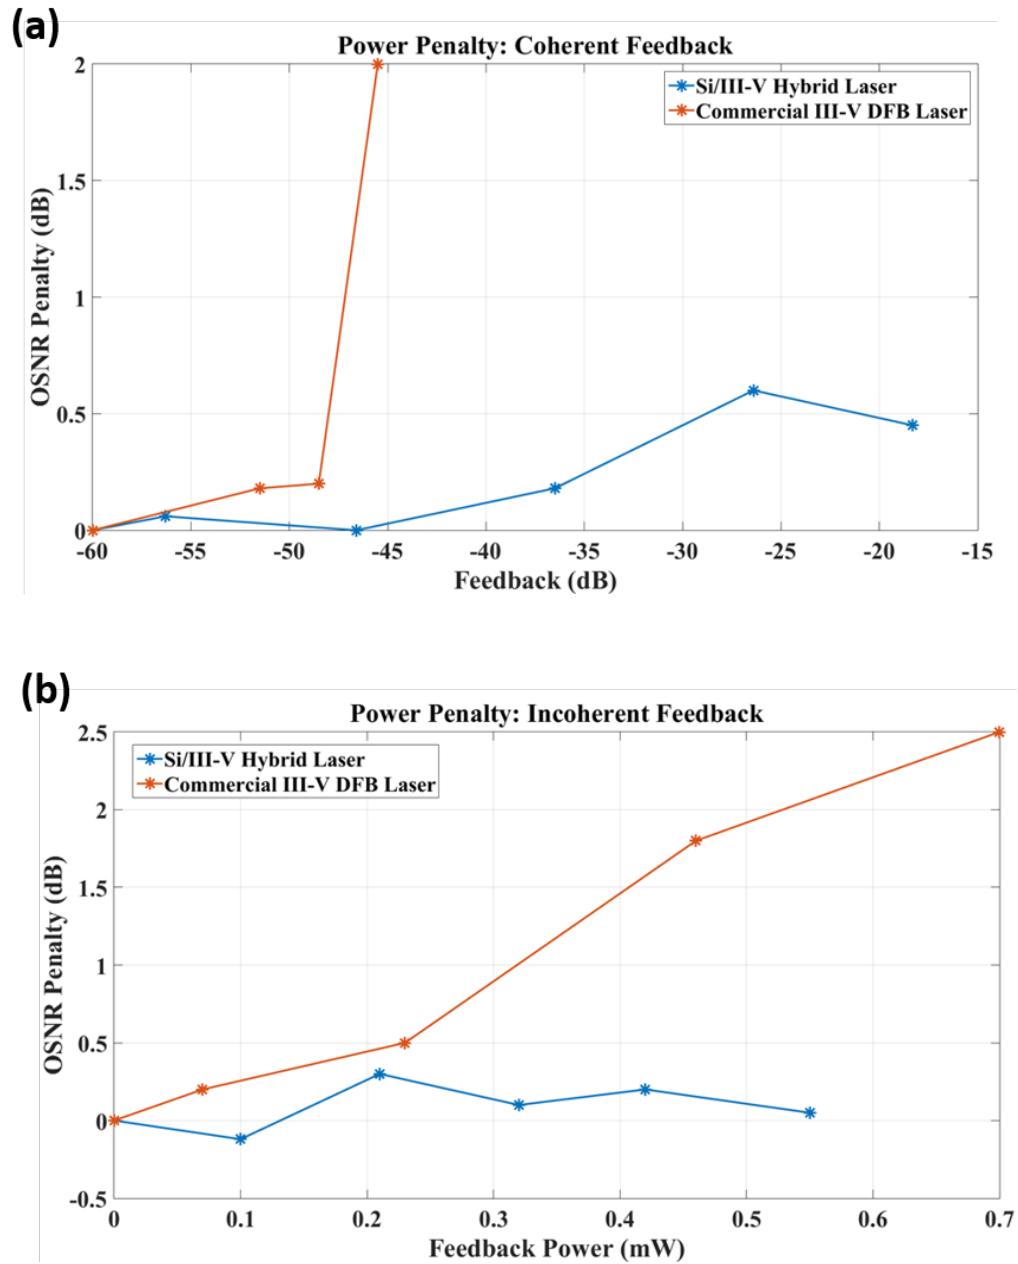 (a)
Power Penalty: Coherent Feedback
2
1.5
1
0.5
0
OSNR Penalty (dB)
Si/III-V Hybrid Laser
Commercial III-V DFB Laser
-60 -55 -50 -45 -40 -35 -30 -25 -20 -15
Feedback (dB)
(b)
Power Penalty: Incoherent Feedback
2.5
2
1.5
1
0.5
0
-0.5
OSNR Penalty (dB)
Si/III-V Hybrid Laser
Commercial III-V DFB Laser
0 0.1 0.2 0.3 0.4 0.5 0.6 0.7
Feedback Power (mW)